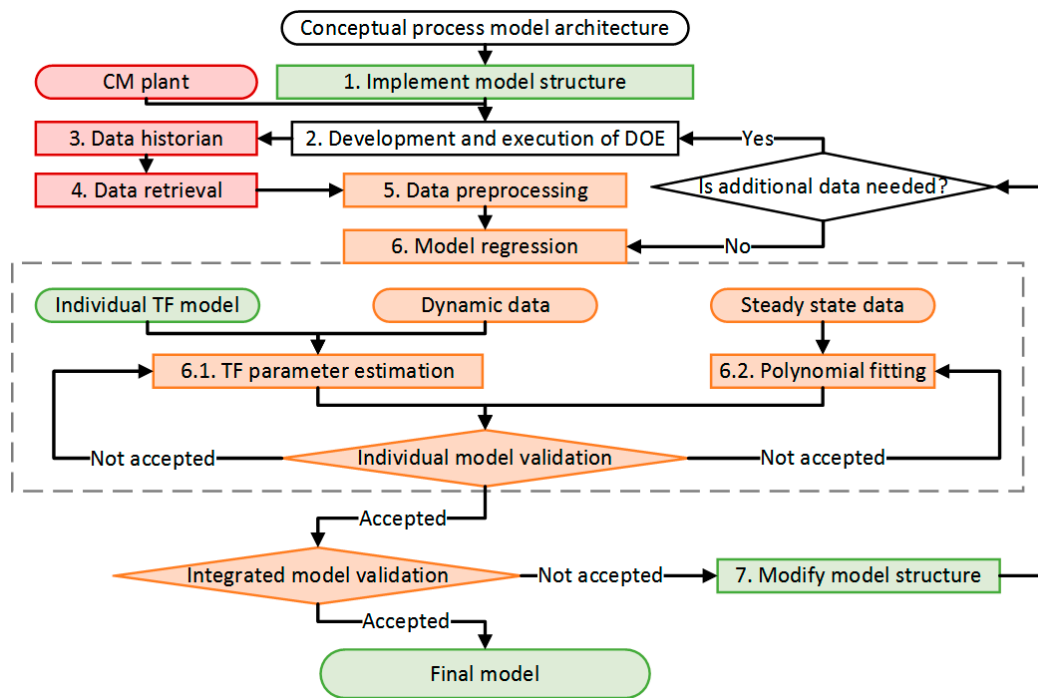 Conceptual process model architecture
CM plant
1. Implement model structure
3. Data historian
2. Development and execution of DOE
Yes
4. Data retrieval
5. Data preprocessing
Is additional data needed?
6. Model regression
No
Individual TF model
Dynamic data
Steady state data
6.1. TF parameter estimation
6.2. Polynomial fitting
Not accepted
Individual model validation
Not accepted
Accepted
Integrated model validation
Not accepted
7. Modify model structure
Accepted
Final model